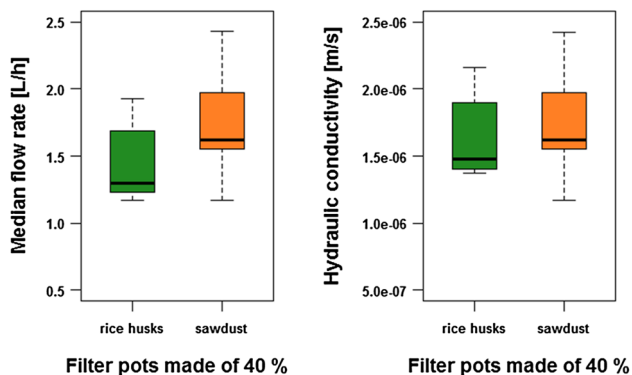 Median flow rate [L/h]
2.5
2.0
1.5
1.0
0.5
rice husks sawdust
Filter pots made of 40 %
Hydraulic conductivity [m/s]
2.5e-06
2.0e-06
1.5e-06
1.0e-06
5.0e-07
rice husks sawdust
Filter pots made of 40 %